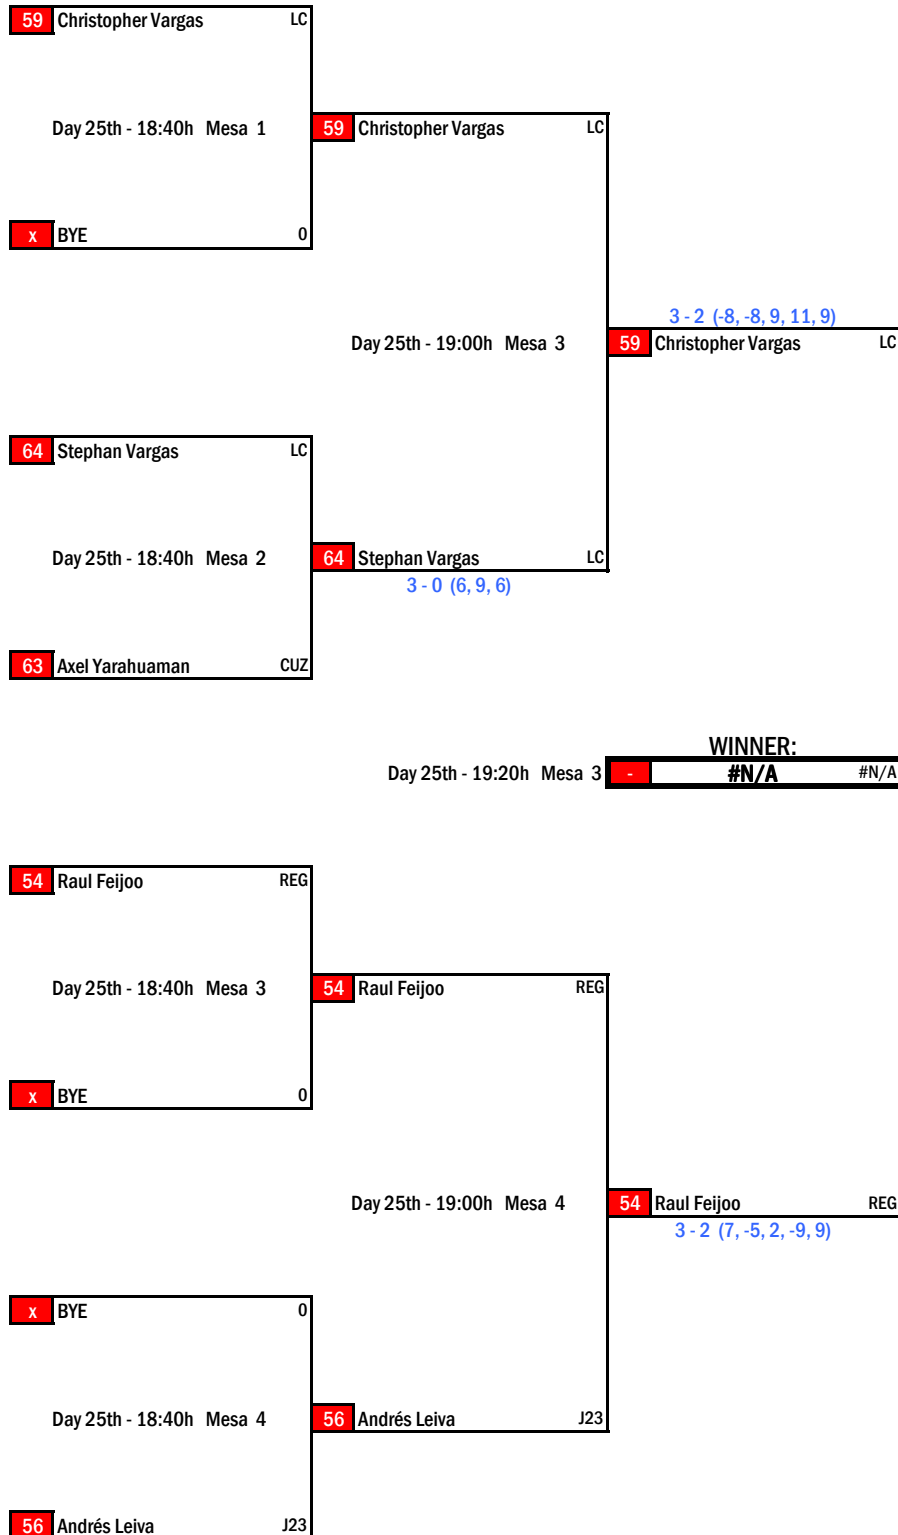 59 Christopher Vargas LC
Day 25th - 18:40h Mesa 1
59 Christopher Vargas LC
x BYE 0
3 - 2 (-8, -8, 9, 11, 9)
Day 25th - 19:00h Mesa 3
59 Christopher Vargas LC
64 Stephan Vargas LC
Day 25th - 18:40h Mesa 2
64 Stephan Vargas LC
3 - 0 (6, 9, 6)
63 Axel Yarahuaman CUZ
WINNER:
Day 25th - 19:20h Mesa 3
- #N/A #N/A
54 Raul Feijoo REG
Day 25th - 18:40h Mesa 3
54 Raul Feijoo REG
x BYE 0
Day 25th - 19:00h Mesa 4
54 Raul Feijoo REG
3 - 2 (7, -5, 2, -9, 9)
x BYE 0
Day 25th - 18:40h Mesa 4
56 Andrés Leiva J23
56 Andrés Leiva J23